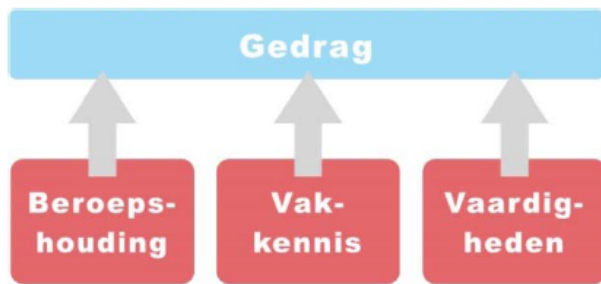 Gedrag
Beroeps-
houding
Vak-
kennis
Vaardig-
heden